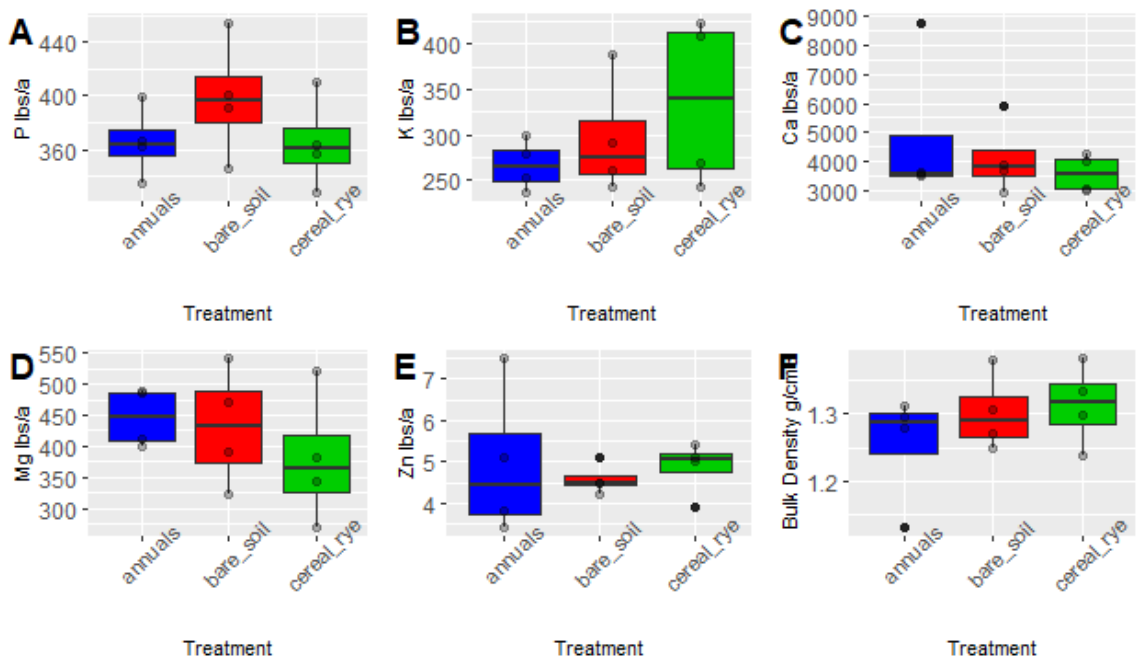 A
P lbs/a
440
400
360
annuals
bare_soil
cereal_rye
Treatment
B
K lbs/a
400
350
300
250
annuals
bare_soil
cereal_rye
Treatment
C
Ca lbs/a
9000
8000
7000
6000
5000
4000
3000
annuals
bare_soil
cereal_rye
Treatment
D
Mg lbs/a
550
500
450
400
350
300
annuals
bare_soil
cereal_rye
Treatment
E
Zn lbs/a
7
6
5
4
annuals
bare_soil
cereal_rye
Treatment
F
Bulk Density g/cm
1.3
1.2
annuals
bare_soil
cereal_rye
Treatment